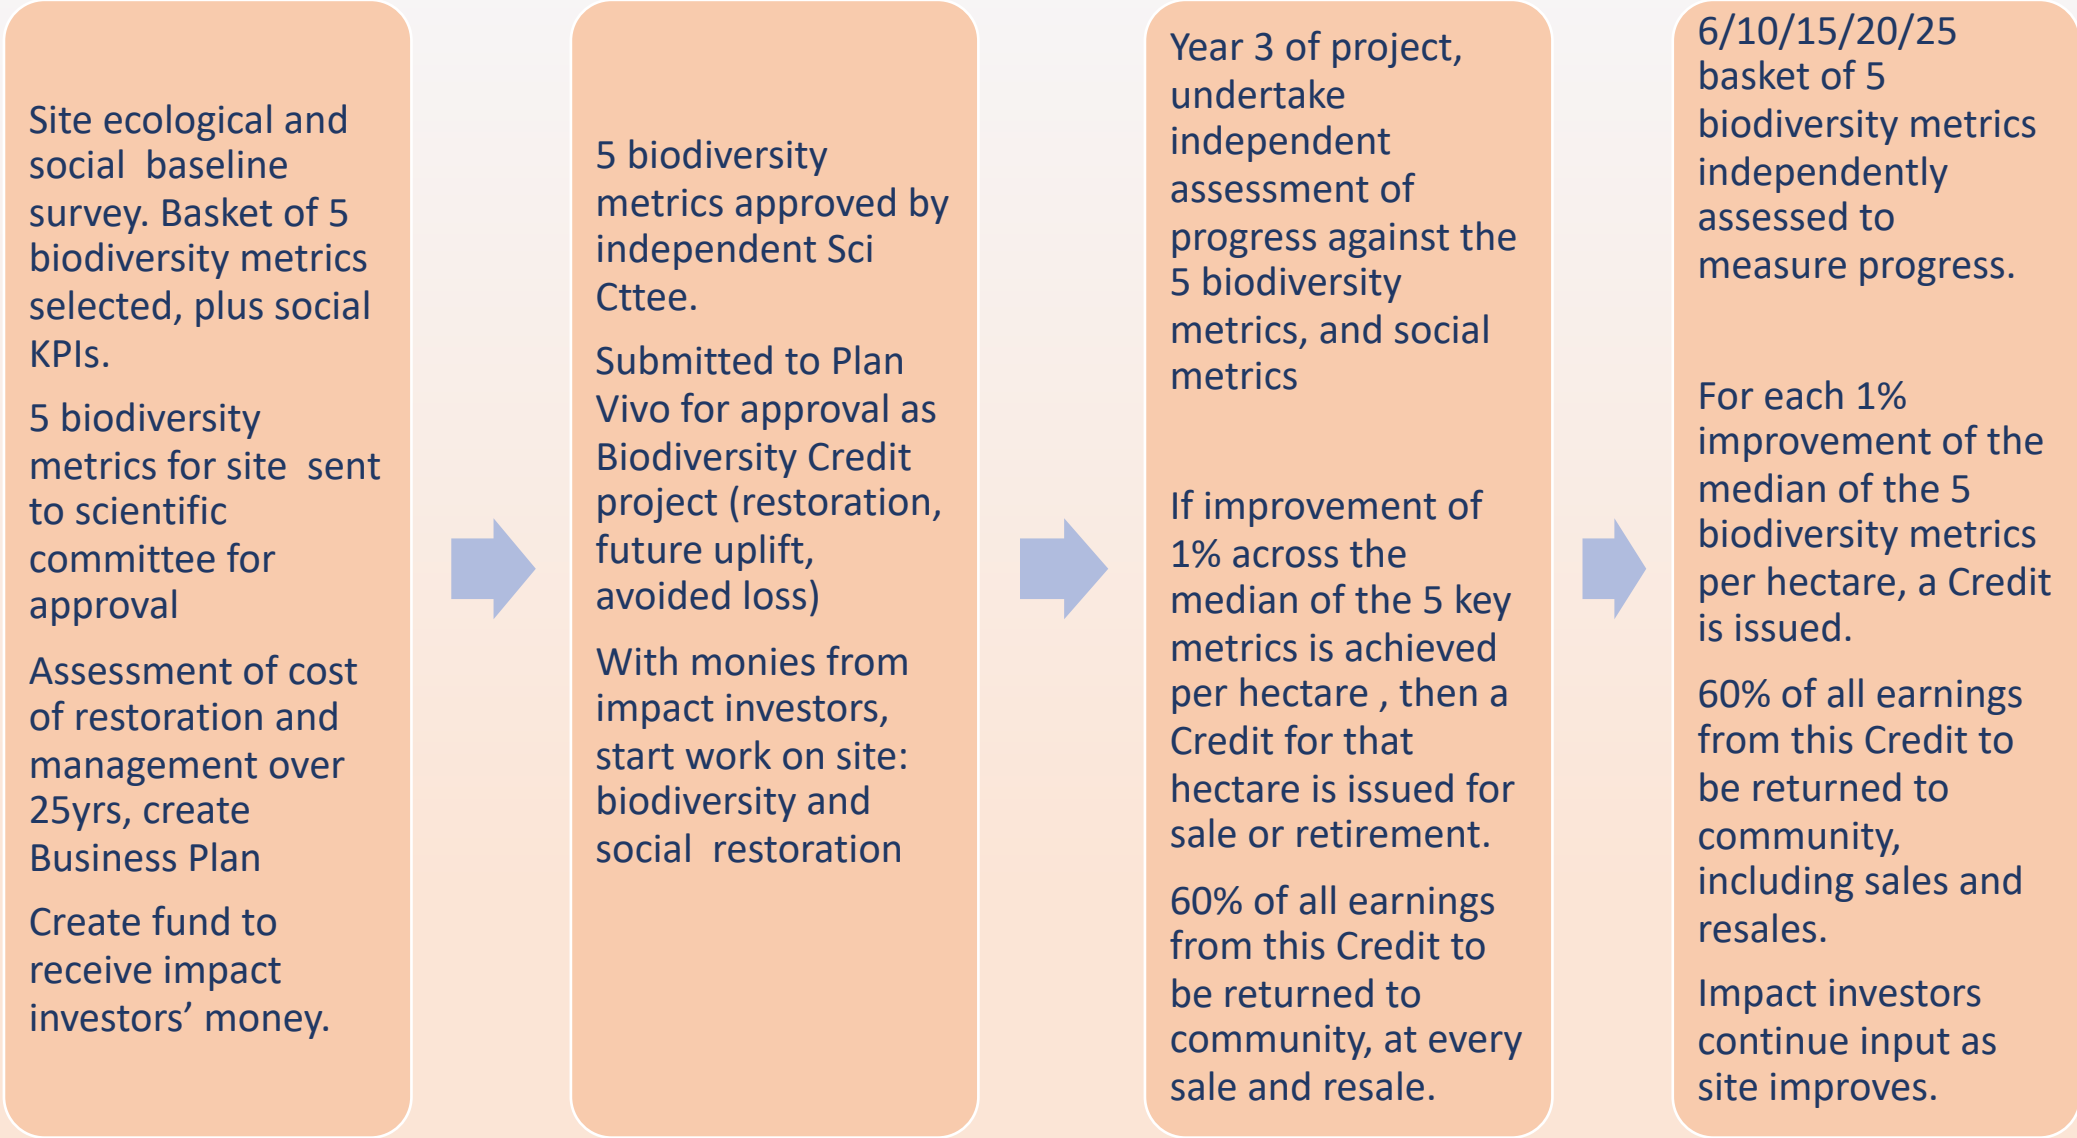 Site ecological and
social  baseline
survey. Basket of 5
biodiversity metrics
selected, plus social
KPIs.
5 biodiversity
metrics for site  sent
to scientific
committee for
approval
Assessment of cost
of restoration and
management over
25yrs, create
Business Plan
Create fund to
receive impact
investors’ money.
5 biodiversity
metrics approved by
independent Sci
Cttee.
Submitted to Plan
Vivo for approval as
Biodiversity Credit
project (restoration,
future uplift,
avoided loss)
With monies from
impact investors,
start work on site:
biodiversity and
social  restoration
Year 3 of project,
undertake
independent
assessment of
progress against the
5 biodiversity
metrics, and social
metrics
If improvement of
1% across the
median of the 5 key
metrics is achieved
per hectare , then a
Credit for that
hectare is issued for
sale or retirement.
60% of all earnings
from this Credit to
be returned to
community, at every
sale and resale.
6/10/15/20/25
basket of 5
biodiversity metrics
independently
assessed to
measure progress.
For each 1%
improvement of the
median of the 5
biodiversity metrics
per hectare, a Credit
is issued.
60% of all earnings
from this Credit to
be returned to
community,
including sales and
resales.
Impact investors
continue input as
site improves.